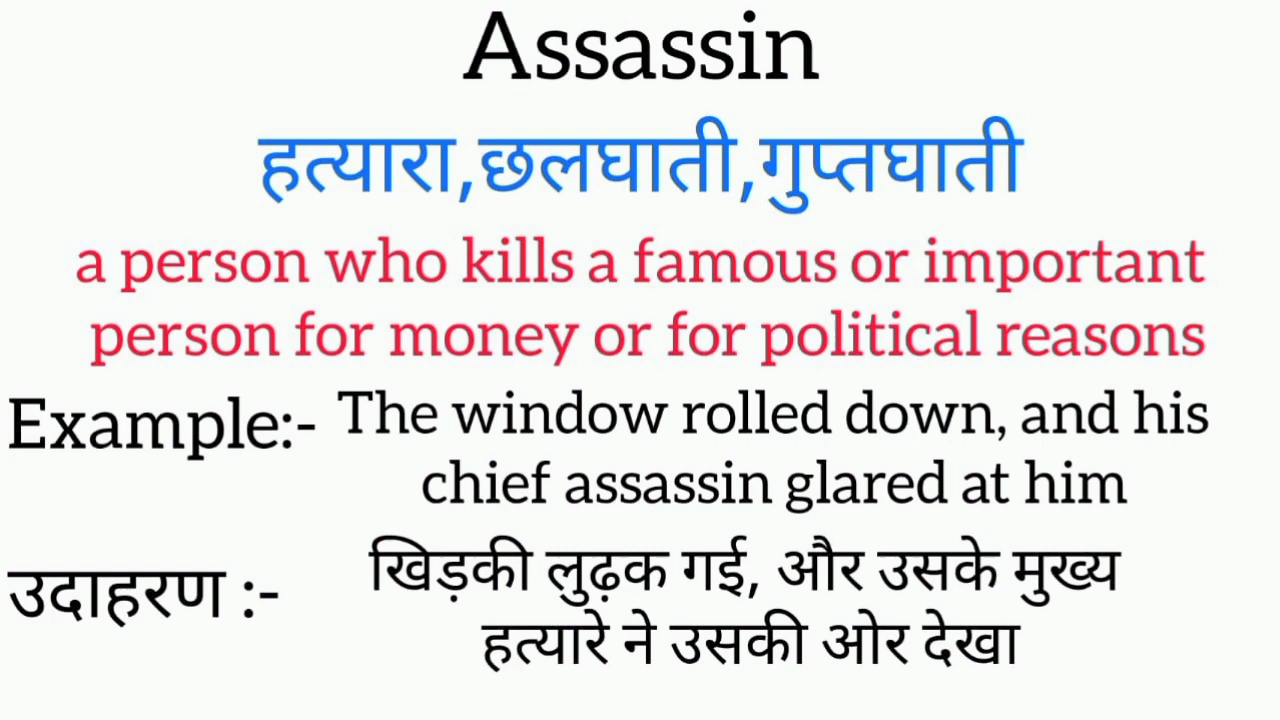 Assassin
हत्यारा,छलघाती,गुप्तघाती
a person who kills a famous or important
person for money or for political reasons
Example:- The window rolled down, and his
chief assassin glared at him
उदाहरण :- खिड़की लुढ़क गई, और उसके मुख्य
हत्यारे ने उसकी ओर देखा